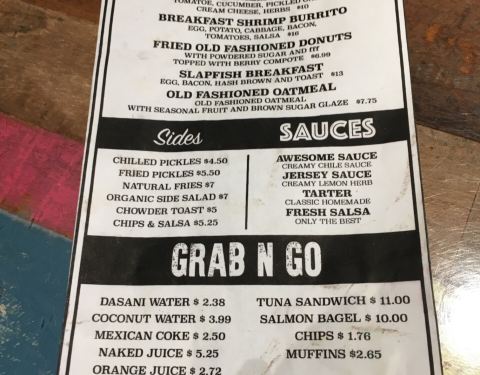 TOMATOE, CUCUMBER, PICKLED
CREAM CHEESE, HERBS $10
BREAKFAST SHRIMP BURRITO
EGG, POTATO, CABBAGE, BACON,
TOMATOES, SALSA $16
FRIED OLD FASHIONED DONUTS
WITH POWDERED SUGAR and fff
TOPPED WITH BERRY COMPOTE $6.99
SLAPFISH BREAKFAST
EGG, BACON, HASH BROWN AND TOAST $13
OLD FASHIONED OATMEAL
OLD FASHIONED OATMEAL
WITH SEASONAL FRUIT AND BROWN SUGAR GLAZE $7.75
Sides
CHILLED PICKLES $4.50
FRIED PICKLES $5.50
NATURAL FRIES $7
ORGANIC SIDE SALAD $7
CHOWDER TOAST $5
CHIPS & SALSA $5.25
SAUCES
AWESOME SAUCE
CREAMY CHILE SAUCE
JERSEY SAUCE
CREAMY LEMON HERB
TARTER
CLASSIC HOMEMADE
FRESH SALSA
ONLY THE BEST
GRAB N GO
DASANI WATER $ 2.38
COCONUT WATER $ 3.99
MEXICAN COKE $ 2.50
NAKED JUICE $ 5.25
ORANGE JUICE $ 2.72
TUNA SANDWICH $ 11.00
SALMON BAGEL $ 10.00
CHIPS $ 1.76
MUFFINS $2.65